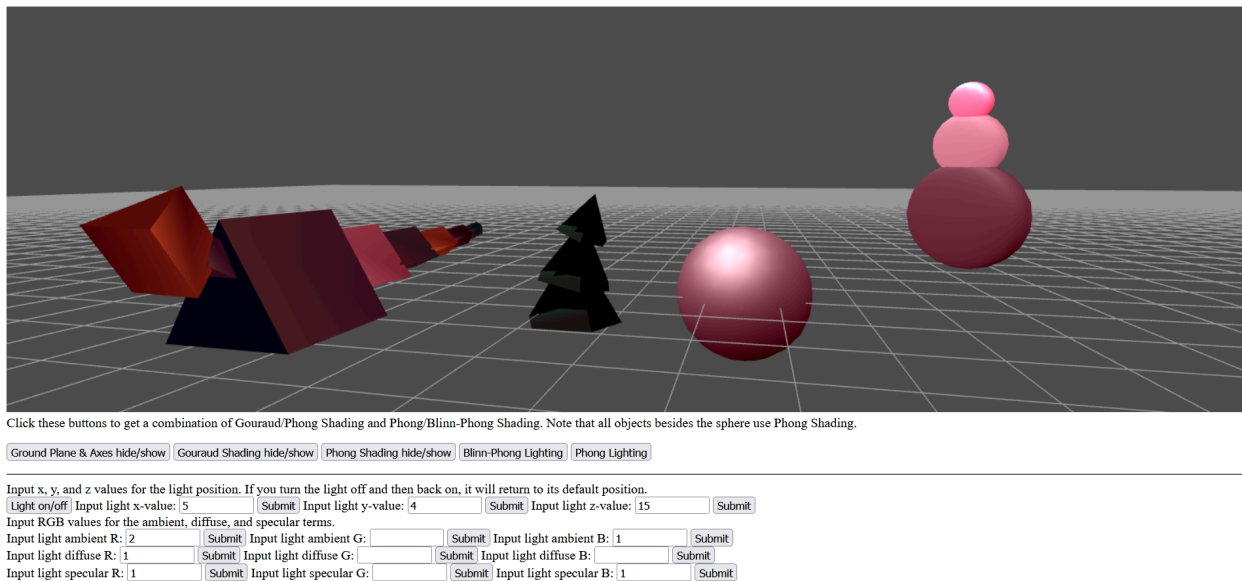 Click these buttons to get a combination of Gouraud/Phong Shading and Phong/Blinn-Phong Shading. Note that all objects besides the sphere use Phong Shading.
Ground Plane & Axes hide/show Gouraud Shading hide/show Phong Shading hide/show Blinn-Phong Lighting Phong Lighting
Input x, y, and z values for the light position. If you turn the light off and then back on, it will return to its default position.
Light on/off Input light x-value: 5 Submit Input light y-value: 4 Submit Input light z-value: 15 Submit
Input RGB values for the ambient, diffuse, and specular terms.
Input light ambient R: 2 Submit Input light ambient G: Submit Input light ambient B: 1 Submit
Input light diffuse R: 1 Submit Input light diffuse G: Submit Input light diffuse B: Submit
Input light specular R: 1 Submit Input light specular G: Submit Input light specular B: 1 Submit